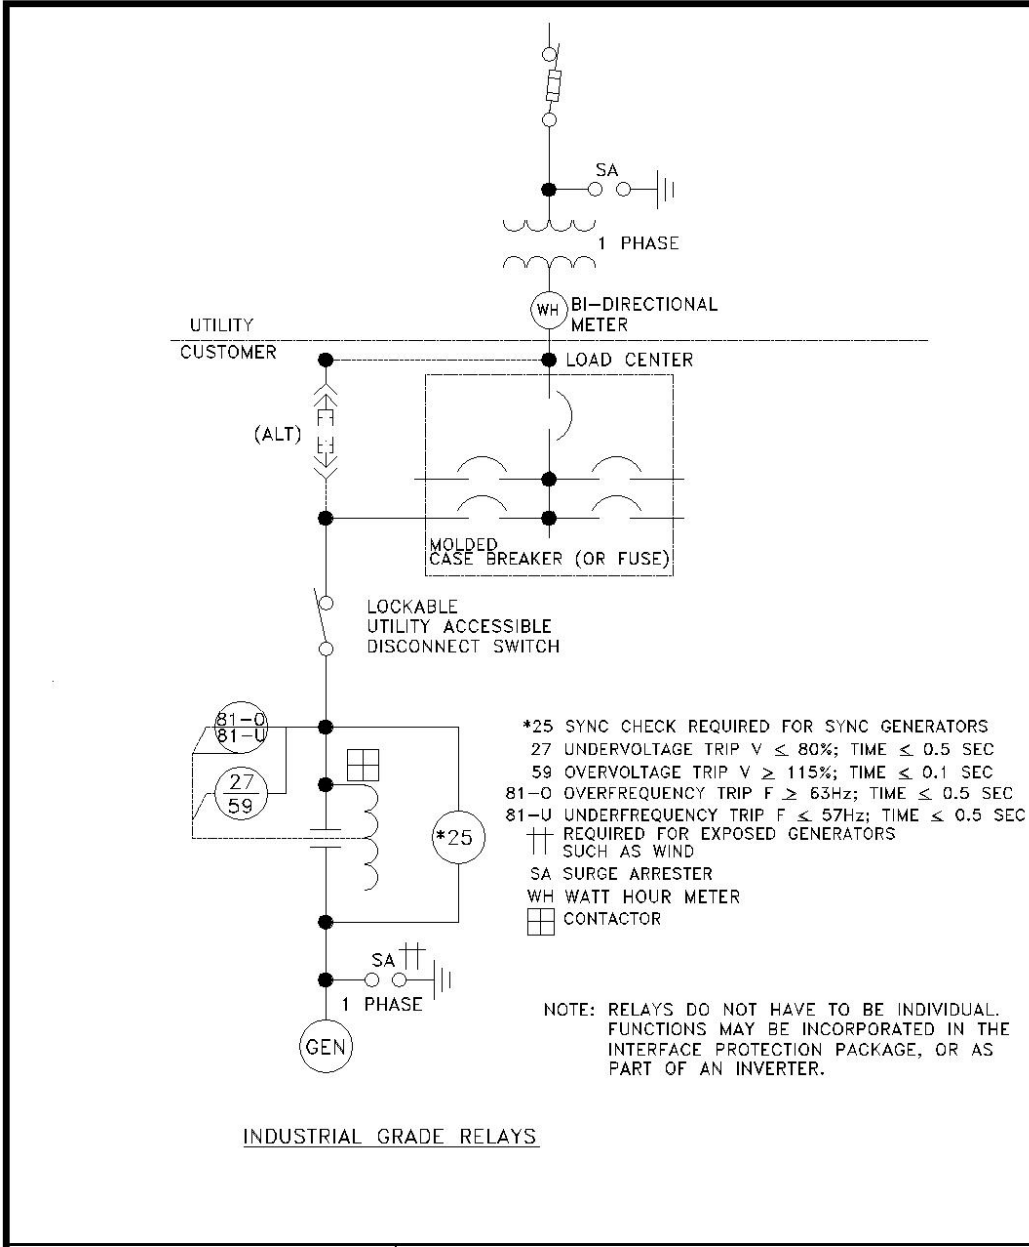 SA
1 PHASE
WH
BI-DIRECTIONAL
METER
UTILITY
CUSTOMER
LOAD CENTER
(ALT)
MOLDED
CASE BREAKER (OR FUSE)
LOCKABLE
UTILITY ACCESSIBLE
DISCONNECT SWITCH
81-O
81-U
27
59
*25
*25 SYNC CHECK REQUIRED FOR SYNC GENERATORS
27 UNDERVOLTAGE TRIP V ≤ 80%; TIME ≤ 0.5 SEC
59 OVERVOLTAGE TRIP V ≥ 115%; TIME ≤ 0.1 SEC
81-O OVERFREQUENCY TRIP F ≥ 63Hz; TIME ≤ 0.5 SEC
81-U UNDERFREQUENCY TRIP F ≤ 57Hz; TIME ≤ 0.5 SEC
REQUIRED FOR EXPOSED GENERATORS
SUCH AS WIND
SA SURGE ARRESTER
WH WATT HOUR METER
CONTACTOR
SA
1 PHASE
GEN
NOTE: RELAYS DO NOT HAVE TO BE INDIVIDUAL.
FUNCTIONS MAY BE INCORPORATED IN THE
INTERFACE PROTECTION PACKAGE, OR AS
PART OF AN INVERTER.
INDUSTRIAL GRADE RELAYS